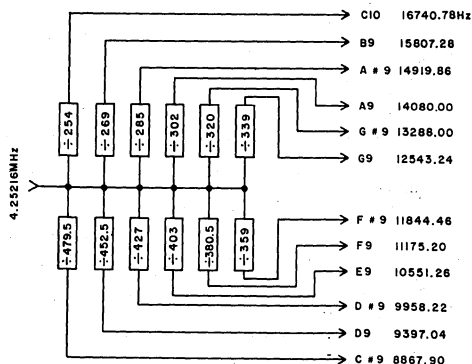 C10 16740.78Hz
B9 15807.28
A # 9 14919.86
A9 14080.00
G # 9 13288.00
G9 12543.24
÷254
÷269
÷285
÷302
÷320
÷339
4.25216MHz
÷479.5
÷452.5
÷427
÷403
÷380.5
÷359
F # 9 11844.46
F9 11175.20
E9 10551.26
D # 9 9958.22
D9 9397.04
C # 9 8867.90